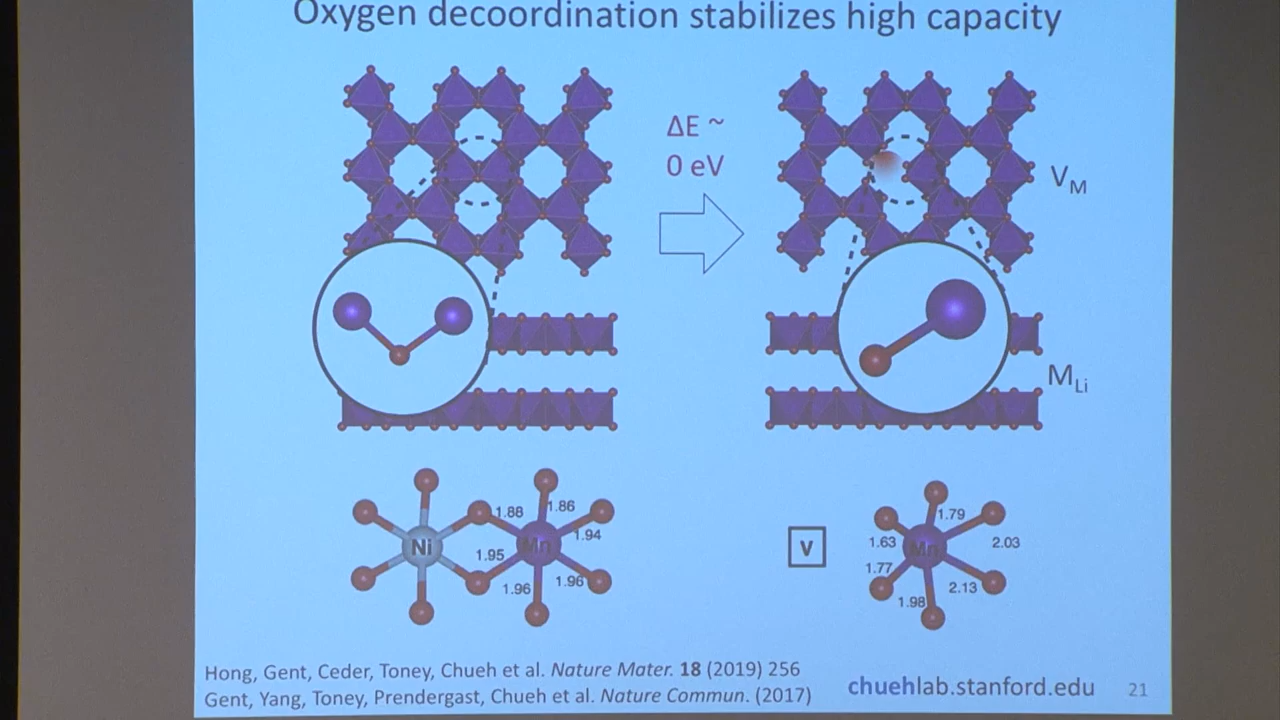 Oxygen decoordination stabilizes high capacity
ΔE ~
0 eV
V_M
M_Li
Ni
Mn
1.88
1.86
1.94
1.95
1.96
1.96
V
Mn
1.79
1.63
2.03
1.77
2.13
1.98
Hong, Gent, Ceder, Toney, Chueh et al. Nature Mater. 18 (2019) 256
Gent, Yang, Toney, Prendergast, Chueh et al. Nature Commun. (2017)
chuehlab.stanford.edu
21